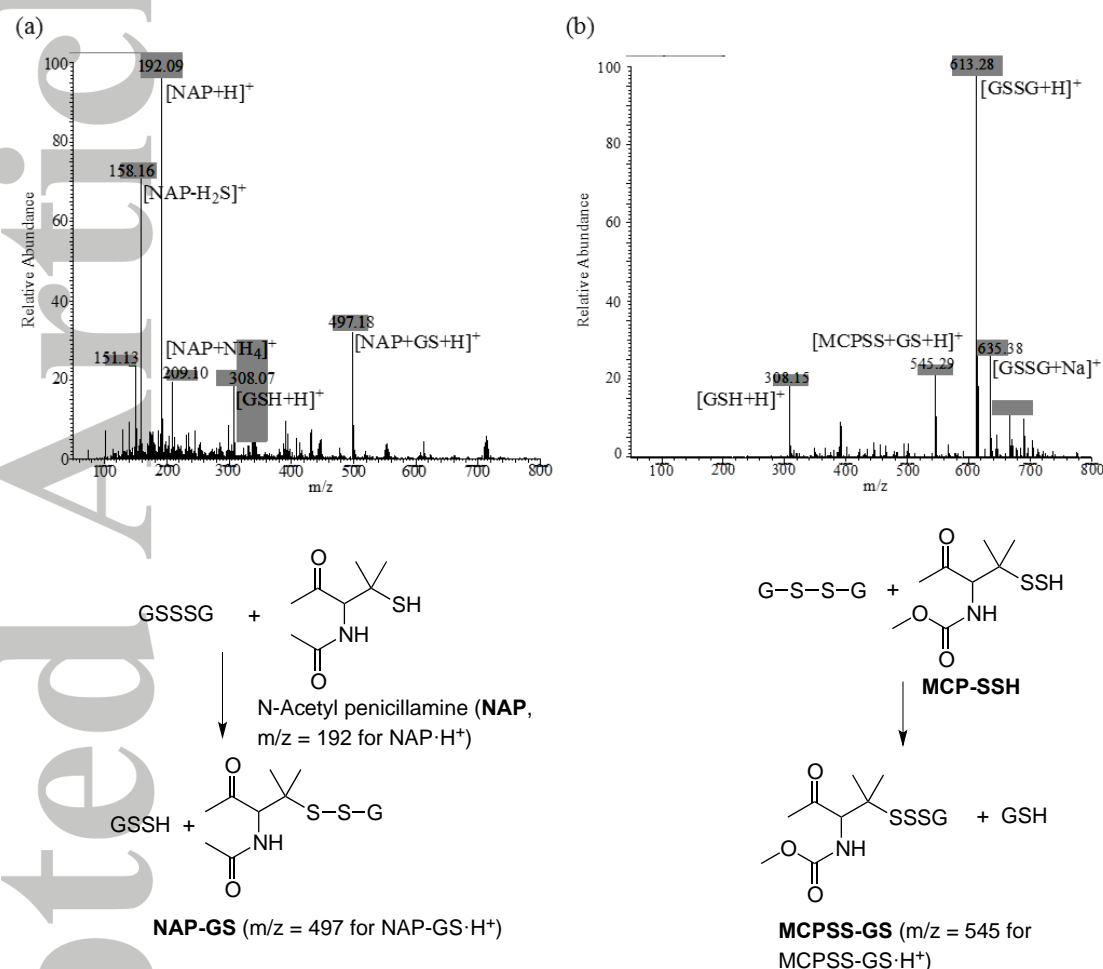 (a)
(b)
100
80
60
40
20
0
Relative Abundance
192.09
[NAP+H]+
158.16
[NAP-H2S]+
151.13
[NAP+NH4]+
209.10
308.07
[GSH+H]+
497.18
[NAP+GS+H]+
100 200 300 400 500 600 700 800
m/z
100
80
60
40
20
0
Relative Abundance
613.28
[GSSG+H]+
[MCPSS+GS+H]+
545.29
635.38
[GSSG+Na]+
308.15
[GSH+H]+
100 200 300 400 500 600 700 800
m/z
GSSSG + O SH NH O
N-Acetyl penicillamine (NAP,
m/z = 192 for NAP·H+)
GSSH + O S-S-G NH O
NAP-GS (m/z = 497 for NAP-GS·H+)
G-S-S-G + O SSH O NH O
MCP-SSH
O SSSG O NH O + GSH
MCPSS-GS (m/z = 545 for
MCPSS-GS·H+)
oted Artic